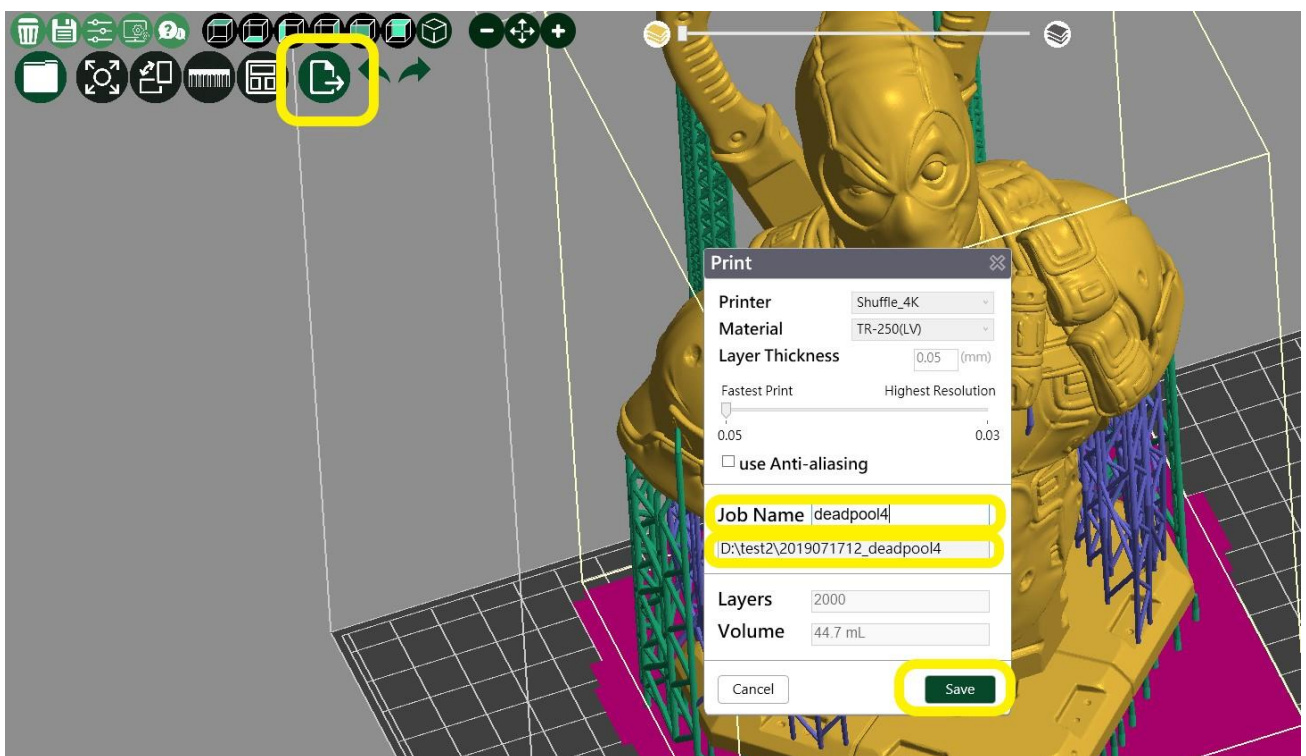 Print
Printer Shuffle_4K
Material TR-250(LV)
Layer Thickness 0.05 (mm)
Fastest Print Highest Resolution
0.05 0.03
use Anti-aliasing
Job Name deadpool4
D:\test2\2019071712_deadpool4
Layers 2000
Volume 44.7 mL
Cancel Save